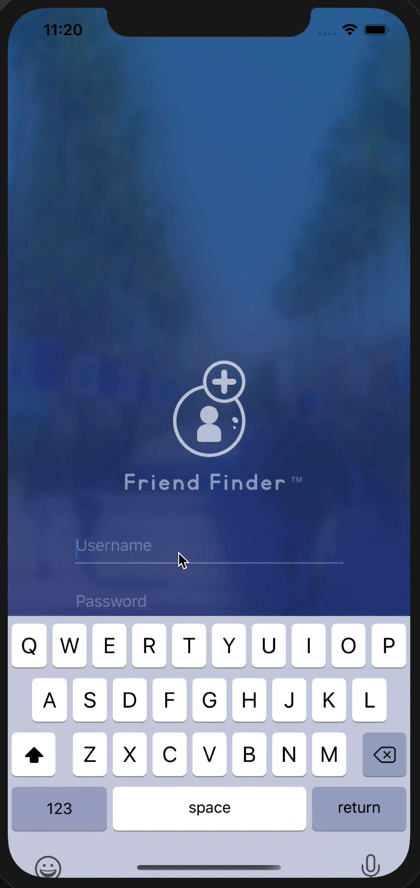 11:20
Friend Finder™
Username
Password
Q W E R T Y U I O P
A S D F G H J K L
Z X C V B N M
123 space return